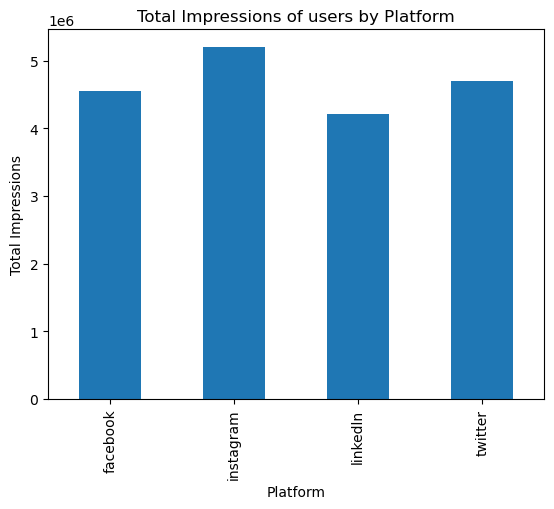 Total Impressions of users by Platform
1e6
5
4
3
2
1
0
Total Impressions
facebook
instagram
linkedln
twitter
Platform